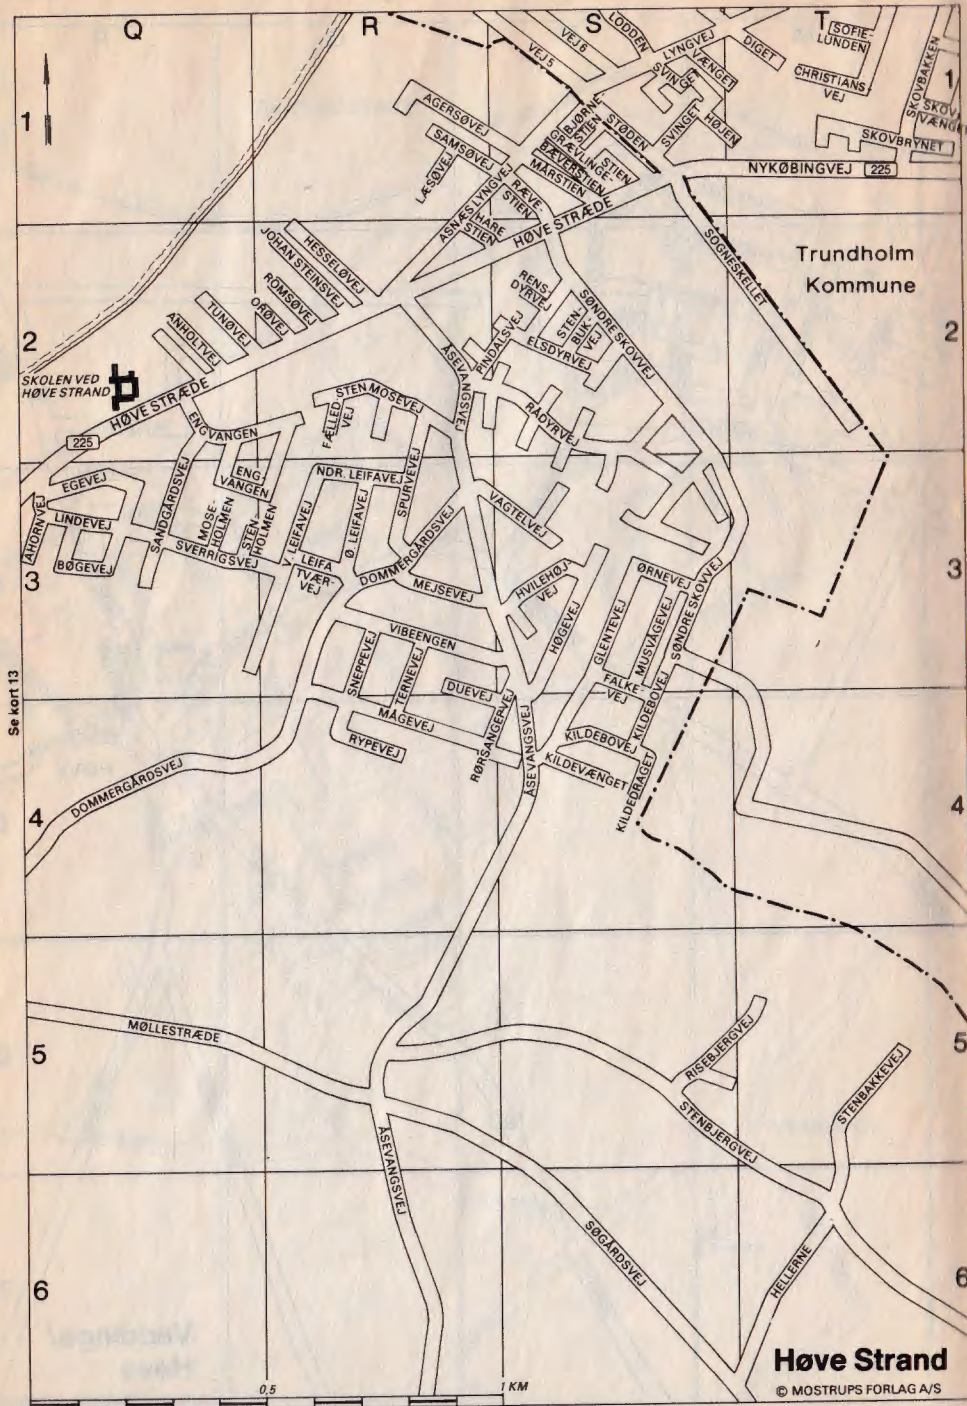 Q
R
S
T
1
1
2
2
3
3
4
4
5
5
6
6
LODDEN
VEJ 6
VEJ 5
LYNGVEJ
SVINGET
VÆNGET
DIGET
SOFIE-
LUNDEN
CHRISTIANS-
VEJ
SKOVBAKKEN
SKOV
SKOVBRYNET
HØJEN
SVINGET
STØDEN
BJØRNE
STIEN
GRÆVLINGE-
STIEN
BÆVERSTIEN
MÅRSTIEN
RÆVE
STIEN
HARE
STIEN
AGERSØVEJ
SAMSØVEJ
LÆSØVEJ
ASNÆS LYNGVEJ
NYKØBINGVEJ
225
HØVE STRÆDE
SOGNESKELLET
Trundholm
Kommune
HESSELØVEJ
JOHAN STEINSVEJ
ROMSØVEJ
ORØVEJ
TUNØVEJ
ANHOLTVEJ
SKOLEN VED
HØVE STRAND
HØVE STRÆDE
225
RENS-
DYRVEJ
STEN-
BUK-
VEJ
SØNDRE SKOVVEJ
ELSDYRVEJ
PINDALSVEJ
ÅSEVANGSVEJ
RÅDYRVEJ
STEN MOSEVEJ
FÆLLED
VEJ
ENGVANGEN
ENG-
VANGEN
NDR. LEIFAVEJ
SPURVEVEJ
Ø. LEIFAVEJ
V. LEIFAVEJ
LEIFA
TVÆR-
VEJ
SANDGÅRDSVEJ
MOSE-
HOLMEN
STEN-
HOLMEN
SVERRIGSVEJ
EGEVEJ
LINDEVEJ
BØGEVEJ
AHORNVEJ
VAGTELVEJ
DOMMERGÅRDSVEJ
MEJSEVEJ
HVILEHØJ-
VEJ
HØGEVEJ
GLENTEVEJ
ØRNEVEJ
MUSVÅGEVEJ
SØNDRE SKOVVEJ
FALKE-
VEJ
KILDEBOVEJ
KILDEBOVEJ
KILDEVÆNGET
KILDEDRAGET
VIBEENGEN
SNEPPEVEJ
TERNEVEJ
DUEVEJ
RØRSANGERVEJ
MÅGEVEJ
RYPEVEJ
ÅSEVANGSVEJ
Se kort 13
DOMMERGÅRDSVEJ
MØLLESTRÆDE
RISEBJERGVEJ
STENBAKKEVEJ
STENBJERGVEJ
ÅSEVANGSVEJ
SØGÅRDSVEJ
HELLERNE
Høve Strand
© MOSTRUPS FORLAG A/S
0,5
1 KM